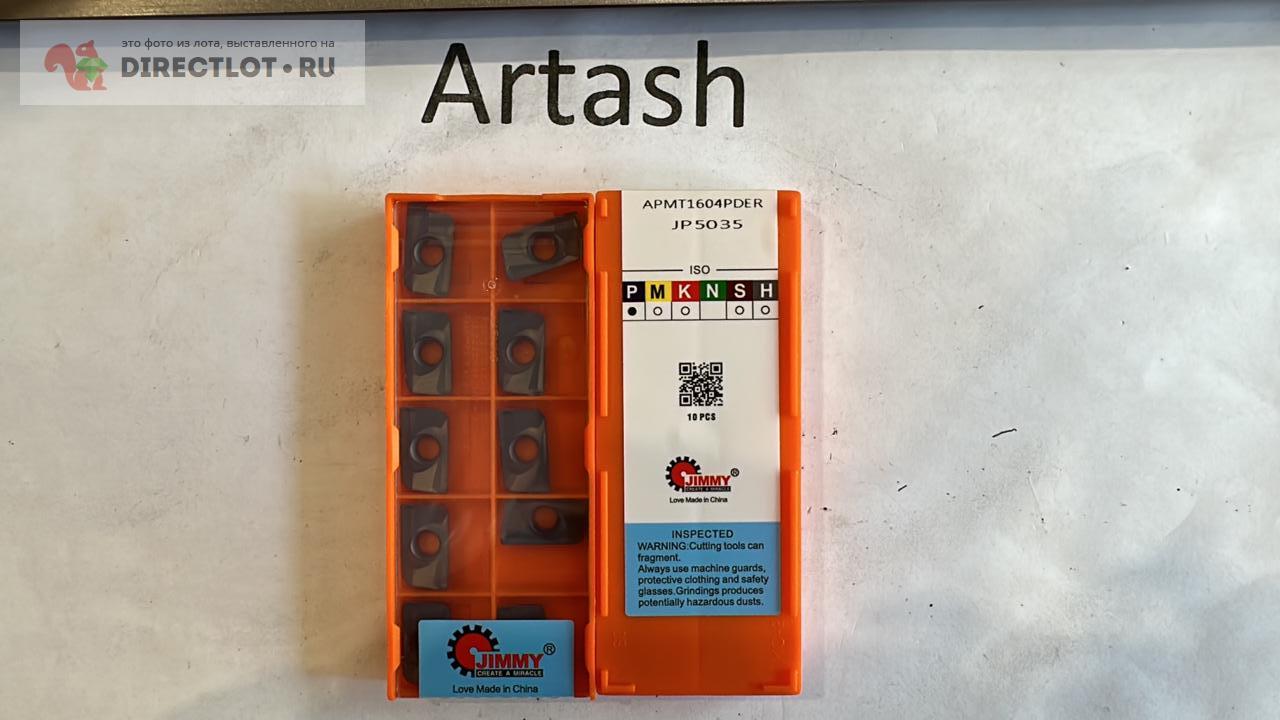 это фото из лота, выставленного на
DIRECTLOT•RU
Artash
APMT1604PDER
JP5035
ISO
P M K N S H
10 PCS
JIMMY®
CREATE A MIRACLE
Love Made in China
INSPECTED
WARNING:Cutting tools can
fragment.
Always use machine guards,
protective clothing and safety
glasses.Grindings produces
potentially hazardous dusts.
JIMMY®
CREATE A MIRACLE
Love Made in China